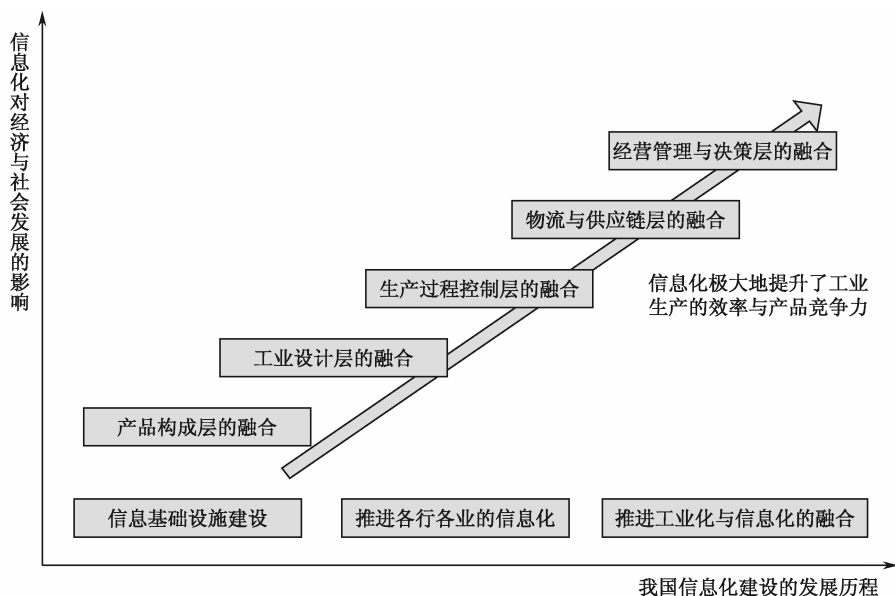 信息化对经济与社会发展的影响
经营管理与决策层的融合
物流与供应链层的融合
生产过程控制层的融合
信息化极大地提升了工业
生产的效率与产品竞争力
工业设计层的融合
产品构成层的融合
信息基础设施建设
推进各行各业的信息化
推进工业化与信息化的融合
我国信息化建设的发展历程